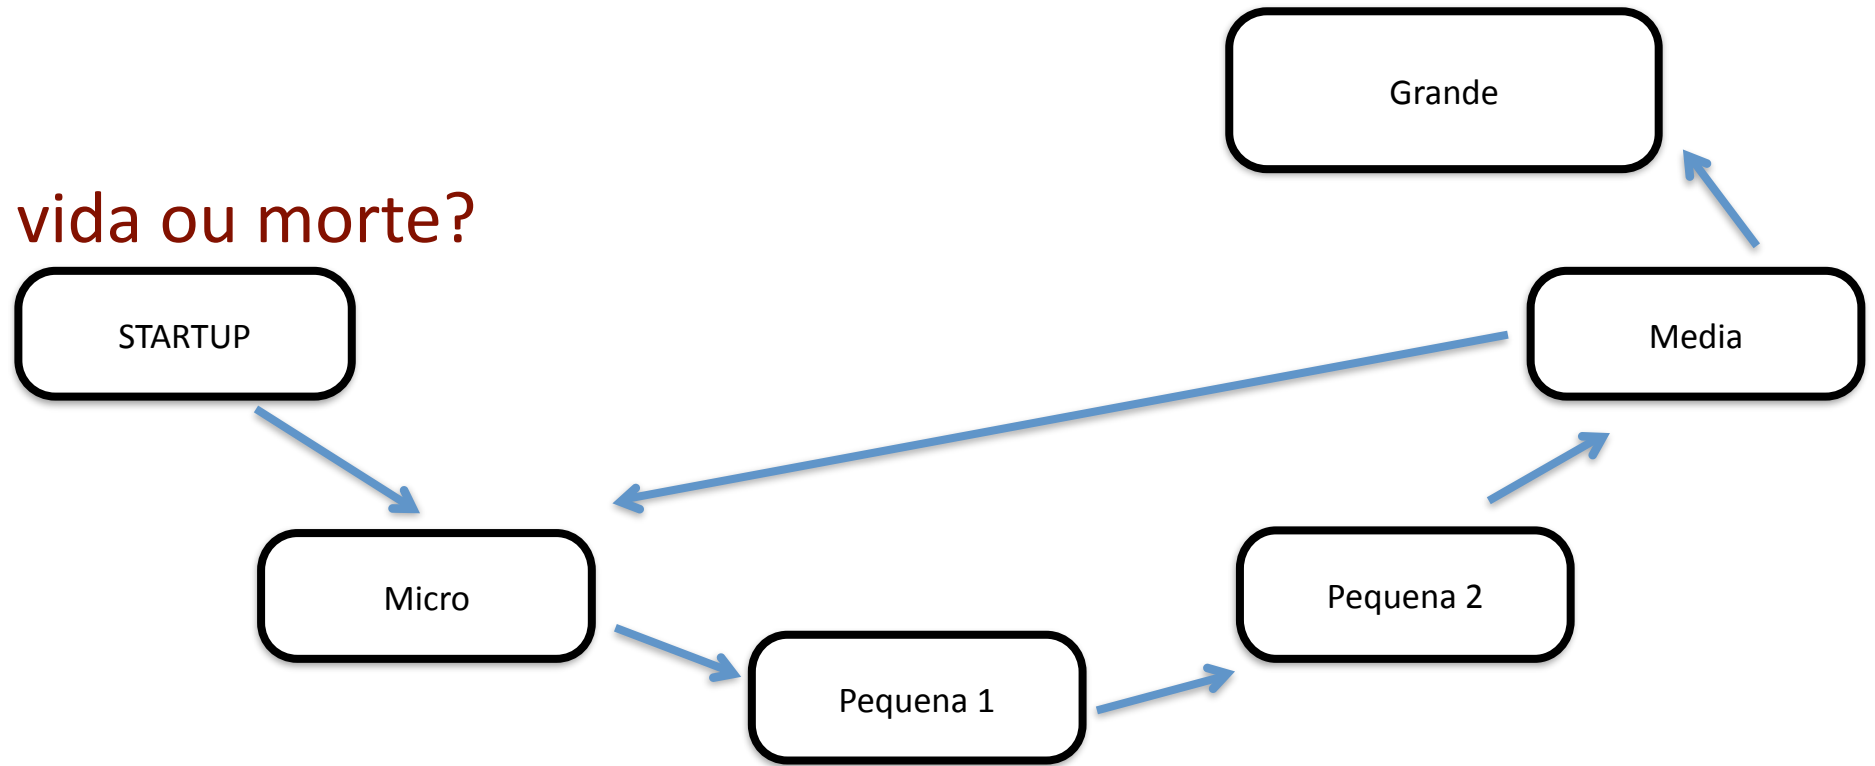 Grande
vida ou morte?
STARTUP
Media
Micro
Pequena 2
Pequena 1